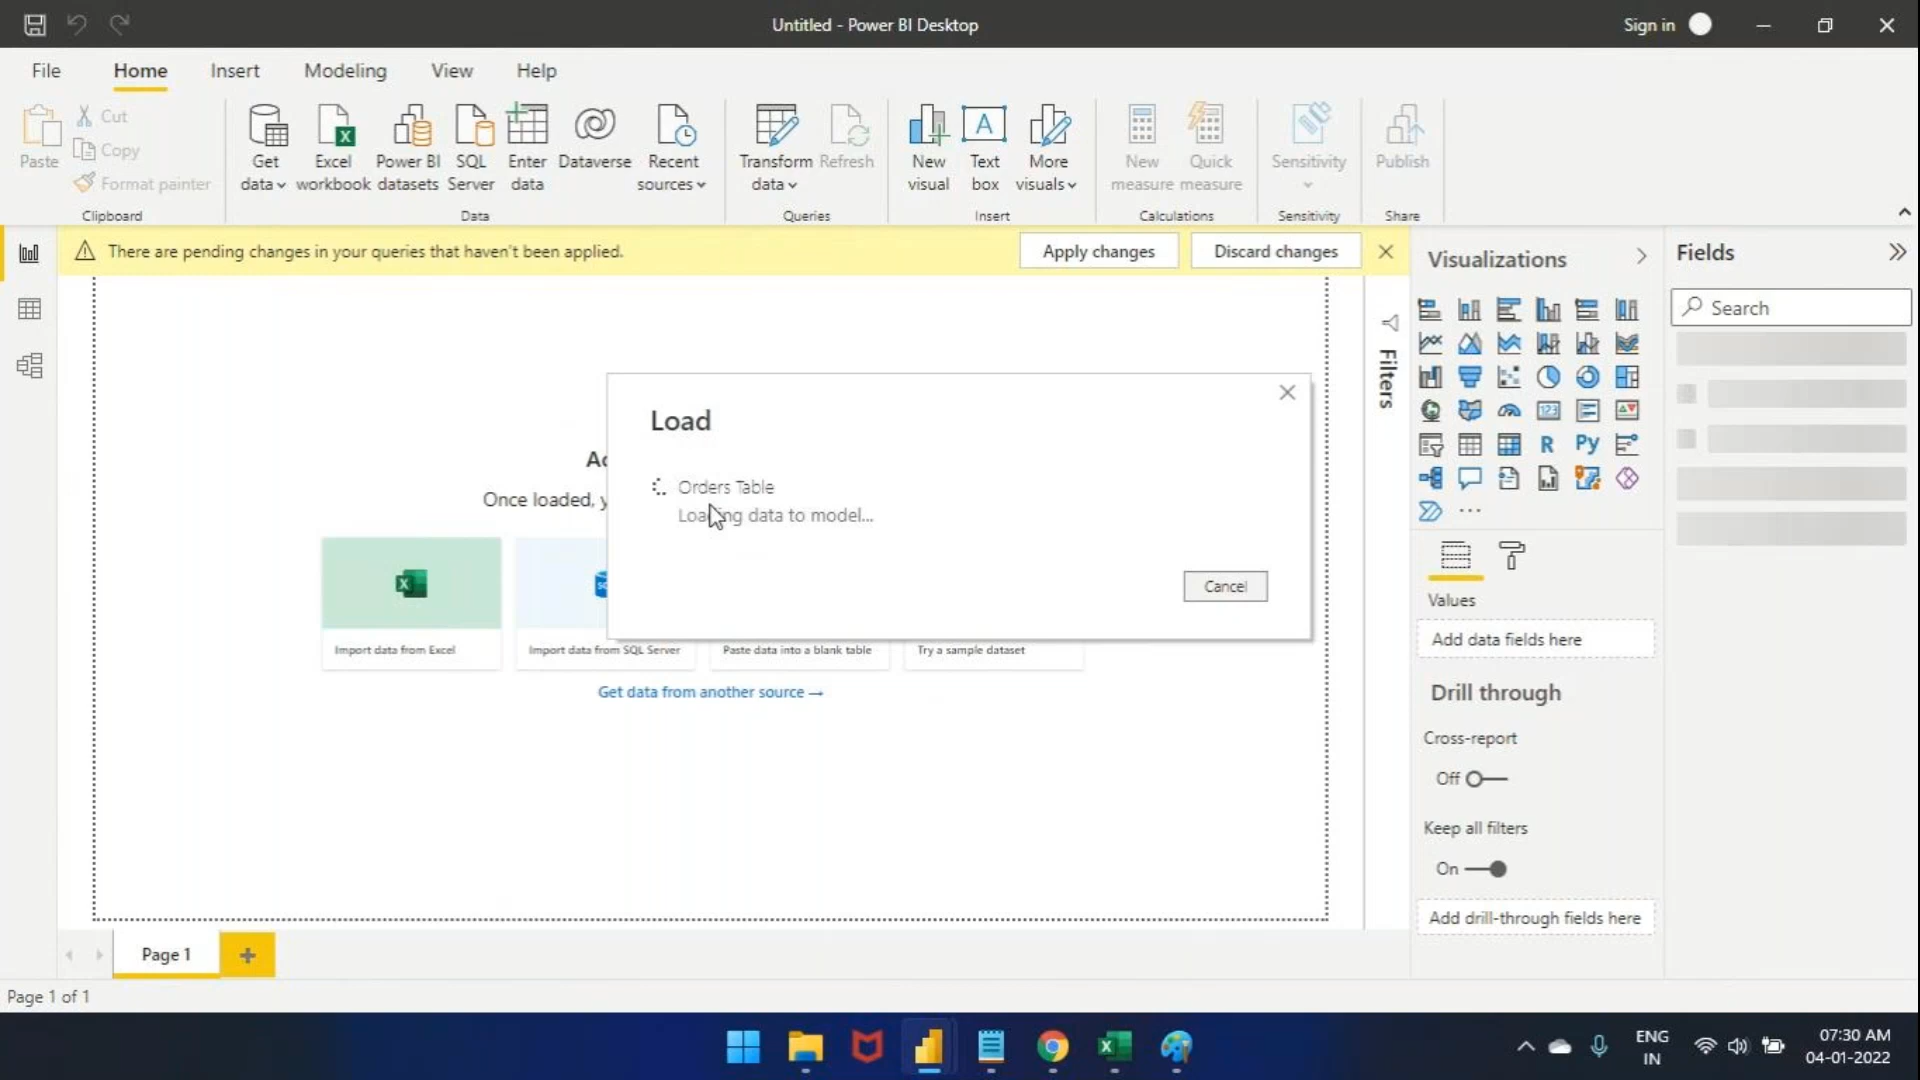 Untitled - Power BI Desktop
Sign in
File
Home
Insert
Modeling
View
Help
Paste
Cut
Copy
Format painter
Clipboard
Get data
Excel workbook
Power BI datasets
SQL Server
Enter data
Dataverse
Recent sources
Data
Transform data
Refresh
Queries
New visual
Text box
More visuals
Insert
New measure
Quick measure
Calculations
Sensitivity
Sensitivity
Publish
Share
There are pending changes in your queries that haven't been applied.
Apply changes
Discard changes
Once loaded,
Load
Orders Table
Loading data to model...
Cancel
Import data from Excel
Import data from SQL Server
Paste data into a blank table
Try a sample dataset
Get data from another source →
Filters
Visualizations
123
R
Py
Values
Add data fields here
Drill through
Cross-report
Off
Keep all filters
On
Add drill-through fields here
Fields
Search
Page 1
Page 1 of 1
ENG
IN
07:30 AM
04-01-2022